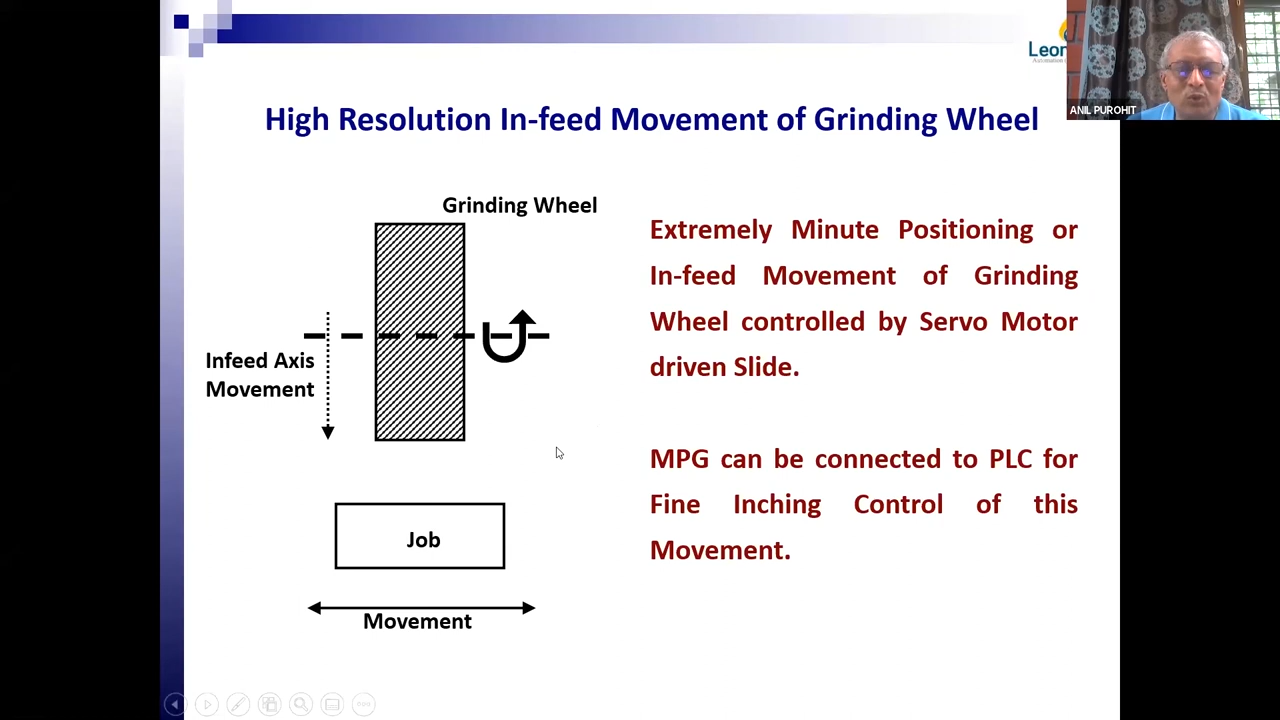 Leon
ANIL PUROHIT
High Resolution In-feed Movement of Grinding Wheel
Grinding Wheel
Infeed Axis
Movement
Job
Movement
Extremely Minute Positioning or
In-feed Movement of Grinding
Wheel controlled by Servo Motor
driven Slide.
MPG can be connected to PLC for
Fine Inching Control of this
Movement.